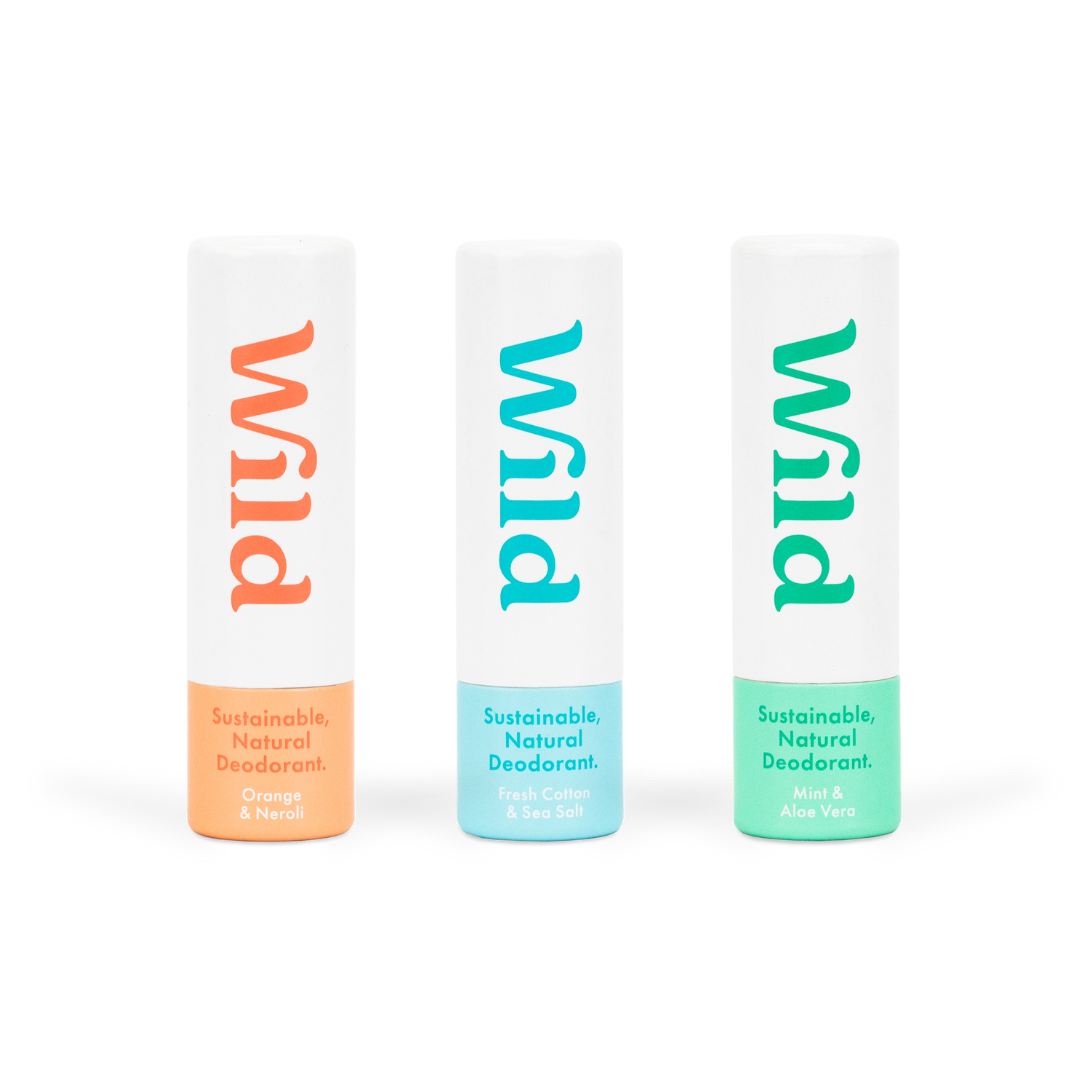 Wild
Sustainable,
Natural
Deodorant.
Orange
& Neroli
Wild
Sustainable,
Natural
Deodorant.
Fresh Cotton
& Sea Salt
Wild
Sustainable,
Natural
Deodorant.
Mint &
Aloe Vera